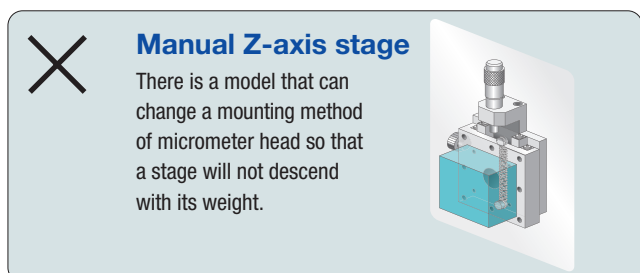 Manual Z-axis stage
There is a model that can
change a mounting method
of micrometer head so that
a stage will not descend
with its weight.